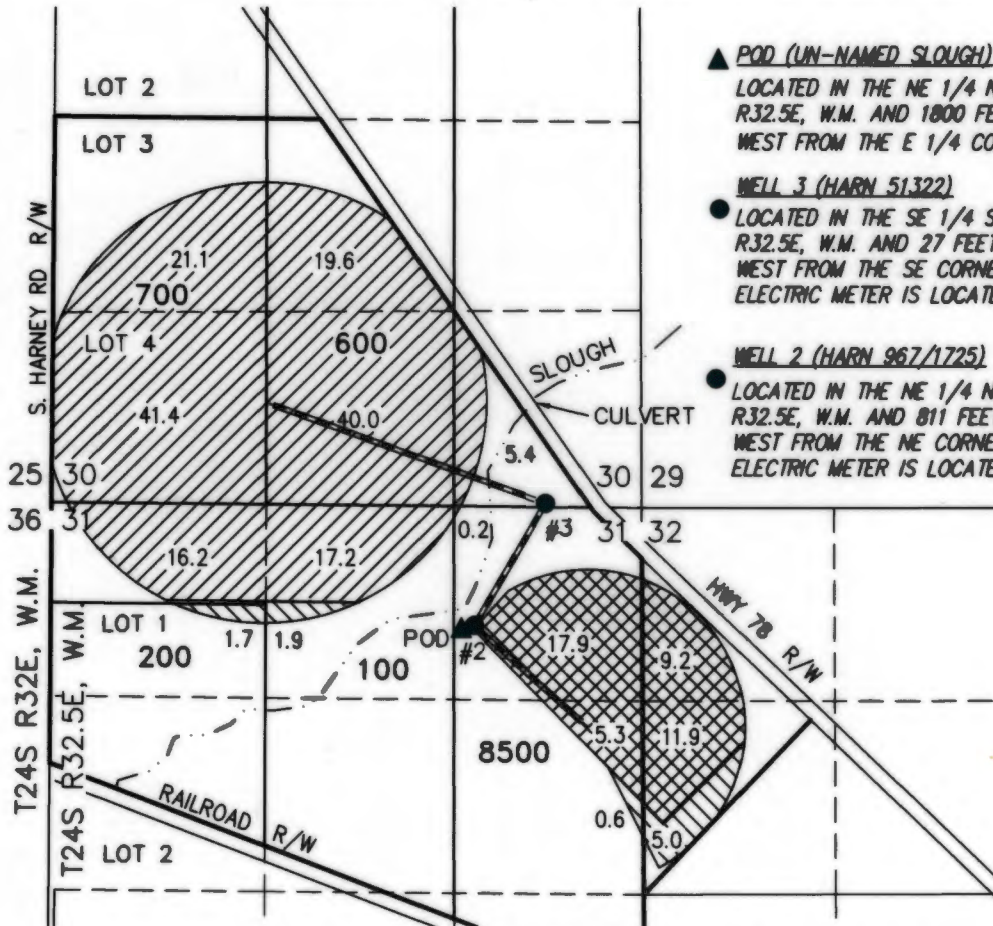 LOT 2
LOT 3
▲ POD (UN-NAMED SLOUGH)
LOCATED IN THE NE 1/4 N
R32.5E, W.M. AND 1800 FE
WEST FROM THE E 1/4 CO
● WELL 3 (HARN 51322)
LOCATED IN THE SE 1/4 S
R32.5E, W.M. AND 27 FEET
WEST FROM THE SE CORNE
ELECTRIC METER IS LOCATE
● WELL 2 (HARN 967/1725)
LOCATED IN THE NE 1/4 N
R32.5E, W.M. AND 811 FEE
WEST FROM THE NE CORNE
ELECTRIC METER IS LOCATE
S. HARNEY RD R/W
21.1
19.6
700
LOT 4
600
SLOUGH
41.4
40.0
CULVERT
5.4
25 30
30 29
36 31
0.2
#3
31 32
16.2
17.2
HWY 78 R/W
LOT 1
1.7
1.9
POD
#2
17.9
9.2
200
100
T24S R32E, W.M.
T24S R32.5E, W.M.
5.3
11.9
8500
RAILROAD R/W
0.6
5.0
LOT 2